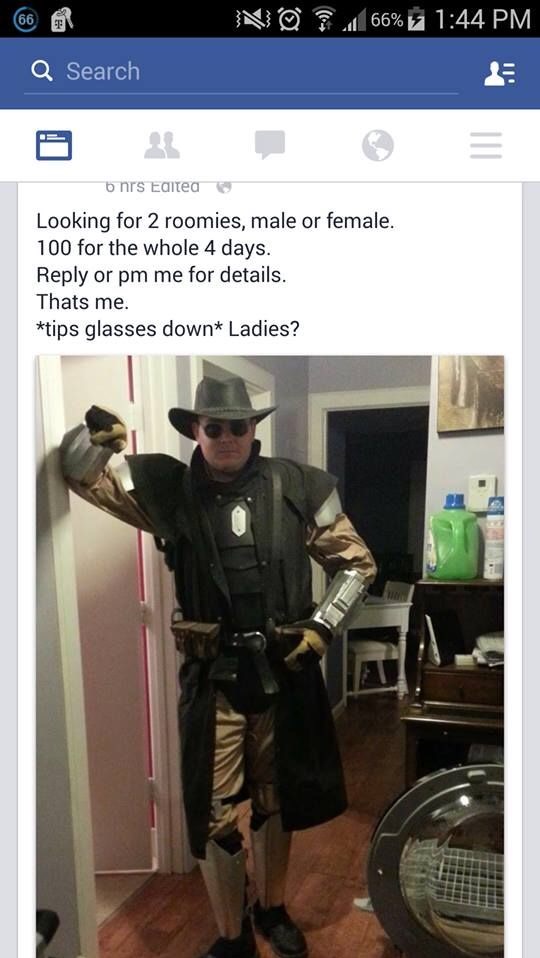 66
66% 1:44 PM
Search
6 hrs Edited
Looking for 2 roomies, male or female.
100 for the whole 4 days.
Reply or pm me for details.
Thats me.
*tips glasses down* Ladies?